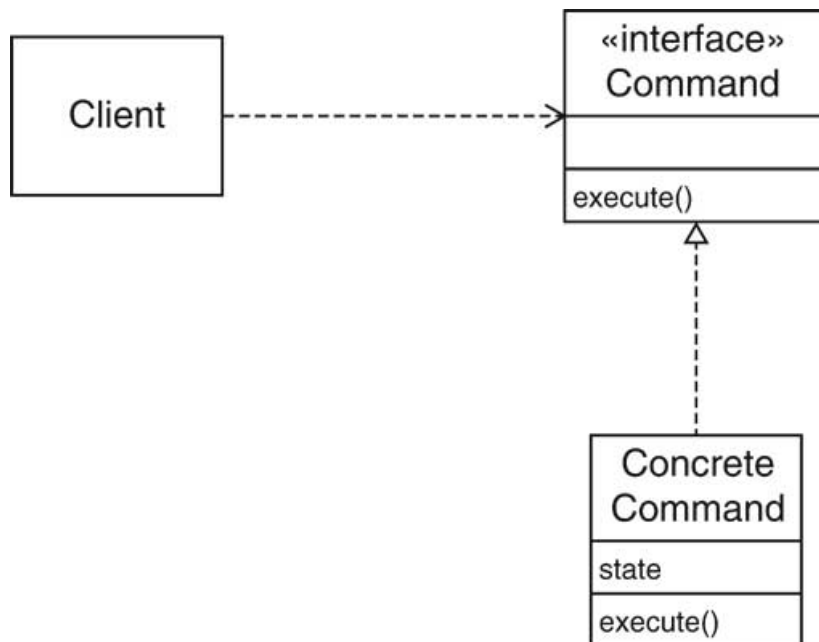 Client
«interface»
Command
execute()
Concrete
Command
state
execute()